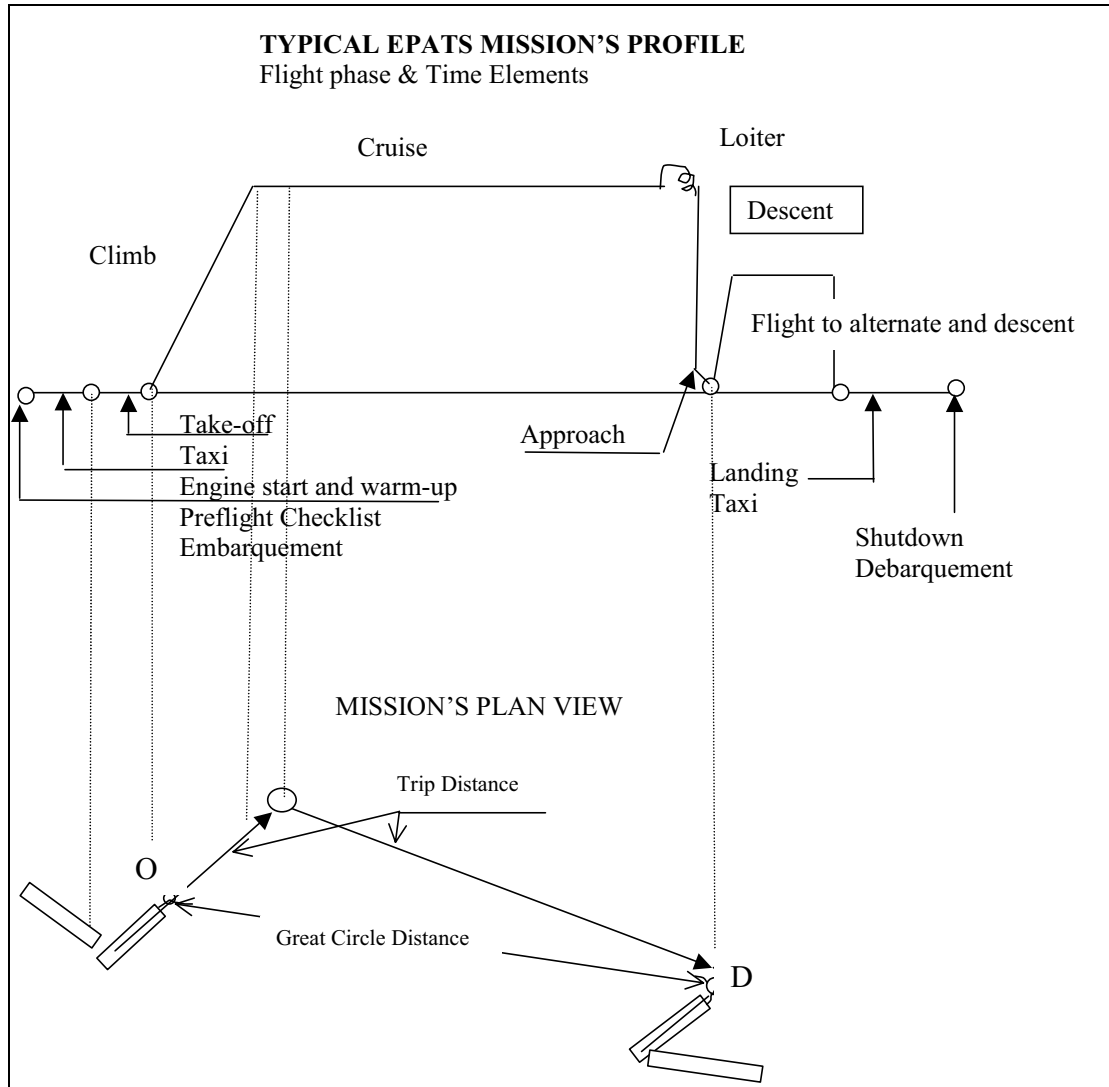 TYPICAL EPATS MISSION'S PROFILE
Flight phase & Time Elements
Loiter
Cruise
Descent
Climb
Flight to alternate and descent
Take-off
Taxi
Engine start and warm-up
Preflight Checklist
Embarquement
Approach
Landing
Taxi
Shutdown
Debarquement
MISSION'S PLAN VIEW
Trip Distance
O
Great Circle Distance
D